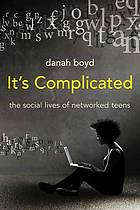 danah boyd
It's Complicated
the social lives of networked teens